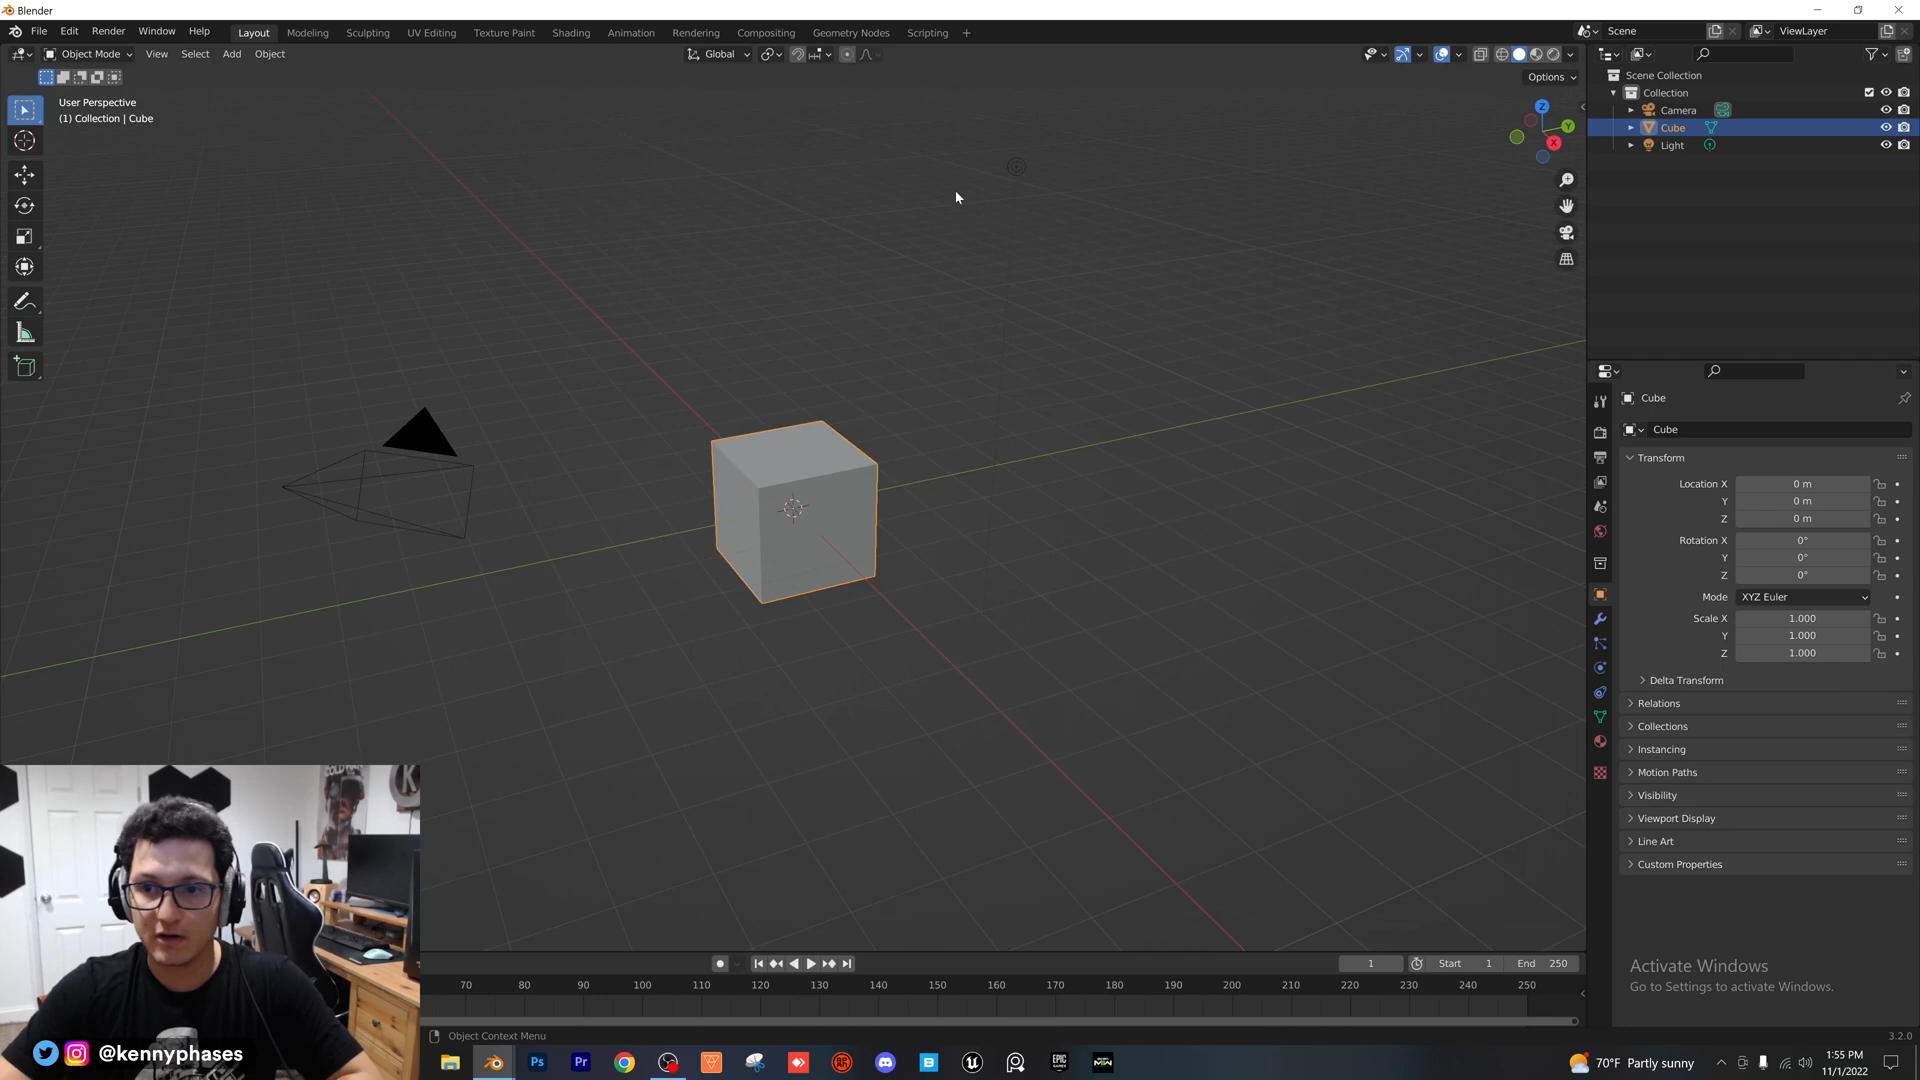 Blender
File Edit Render Window Help Layout Modeling Sculpting UV Editing Texture Paint Shading Animation Rendering Compositing Geometry Nodes Scripting + Scene ViewLayer
Object Mode View Select Add Object Global
Options
User Perspective
(1) Collection | Cube
Z
Y
X
Scene Collection
Collection
Camera
Cube
Light
Cube
Cube
Transform
Location X 0 m
Y 0 m
Z 0 m
Rotation X 0°
Y 0°
Z 0°
Mode XYZ Euler
Scale X 1.000
Y 1.000
Z 1.000
Delta Transform
Relations
Collections
Instancing
Motion Paths
Visibility
Viewport Display
Line Art
Custom Properties
Activate Windows
Go to Settings to activate Windows.
1 Start 1 End 250
70 80 90 100 110 120 130 140 150 160 170 180 190 200 210 220 230 240 250
Object Context Menu
3.2.0
@kennyphases
Ps Pr B
EPIC GAMES
70°F Partly sunny
1:55 PM
11/1/2022